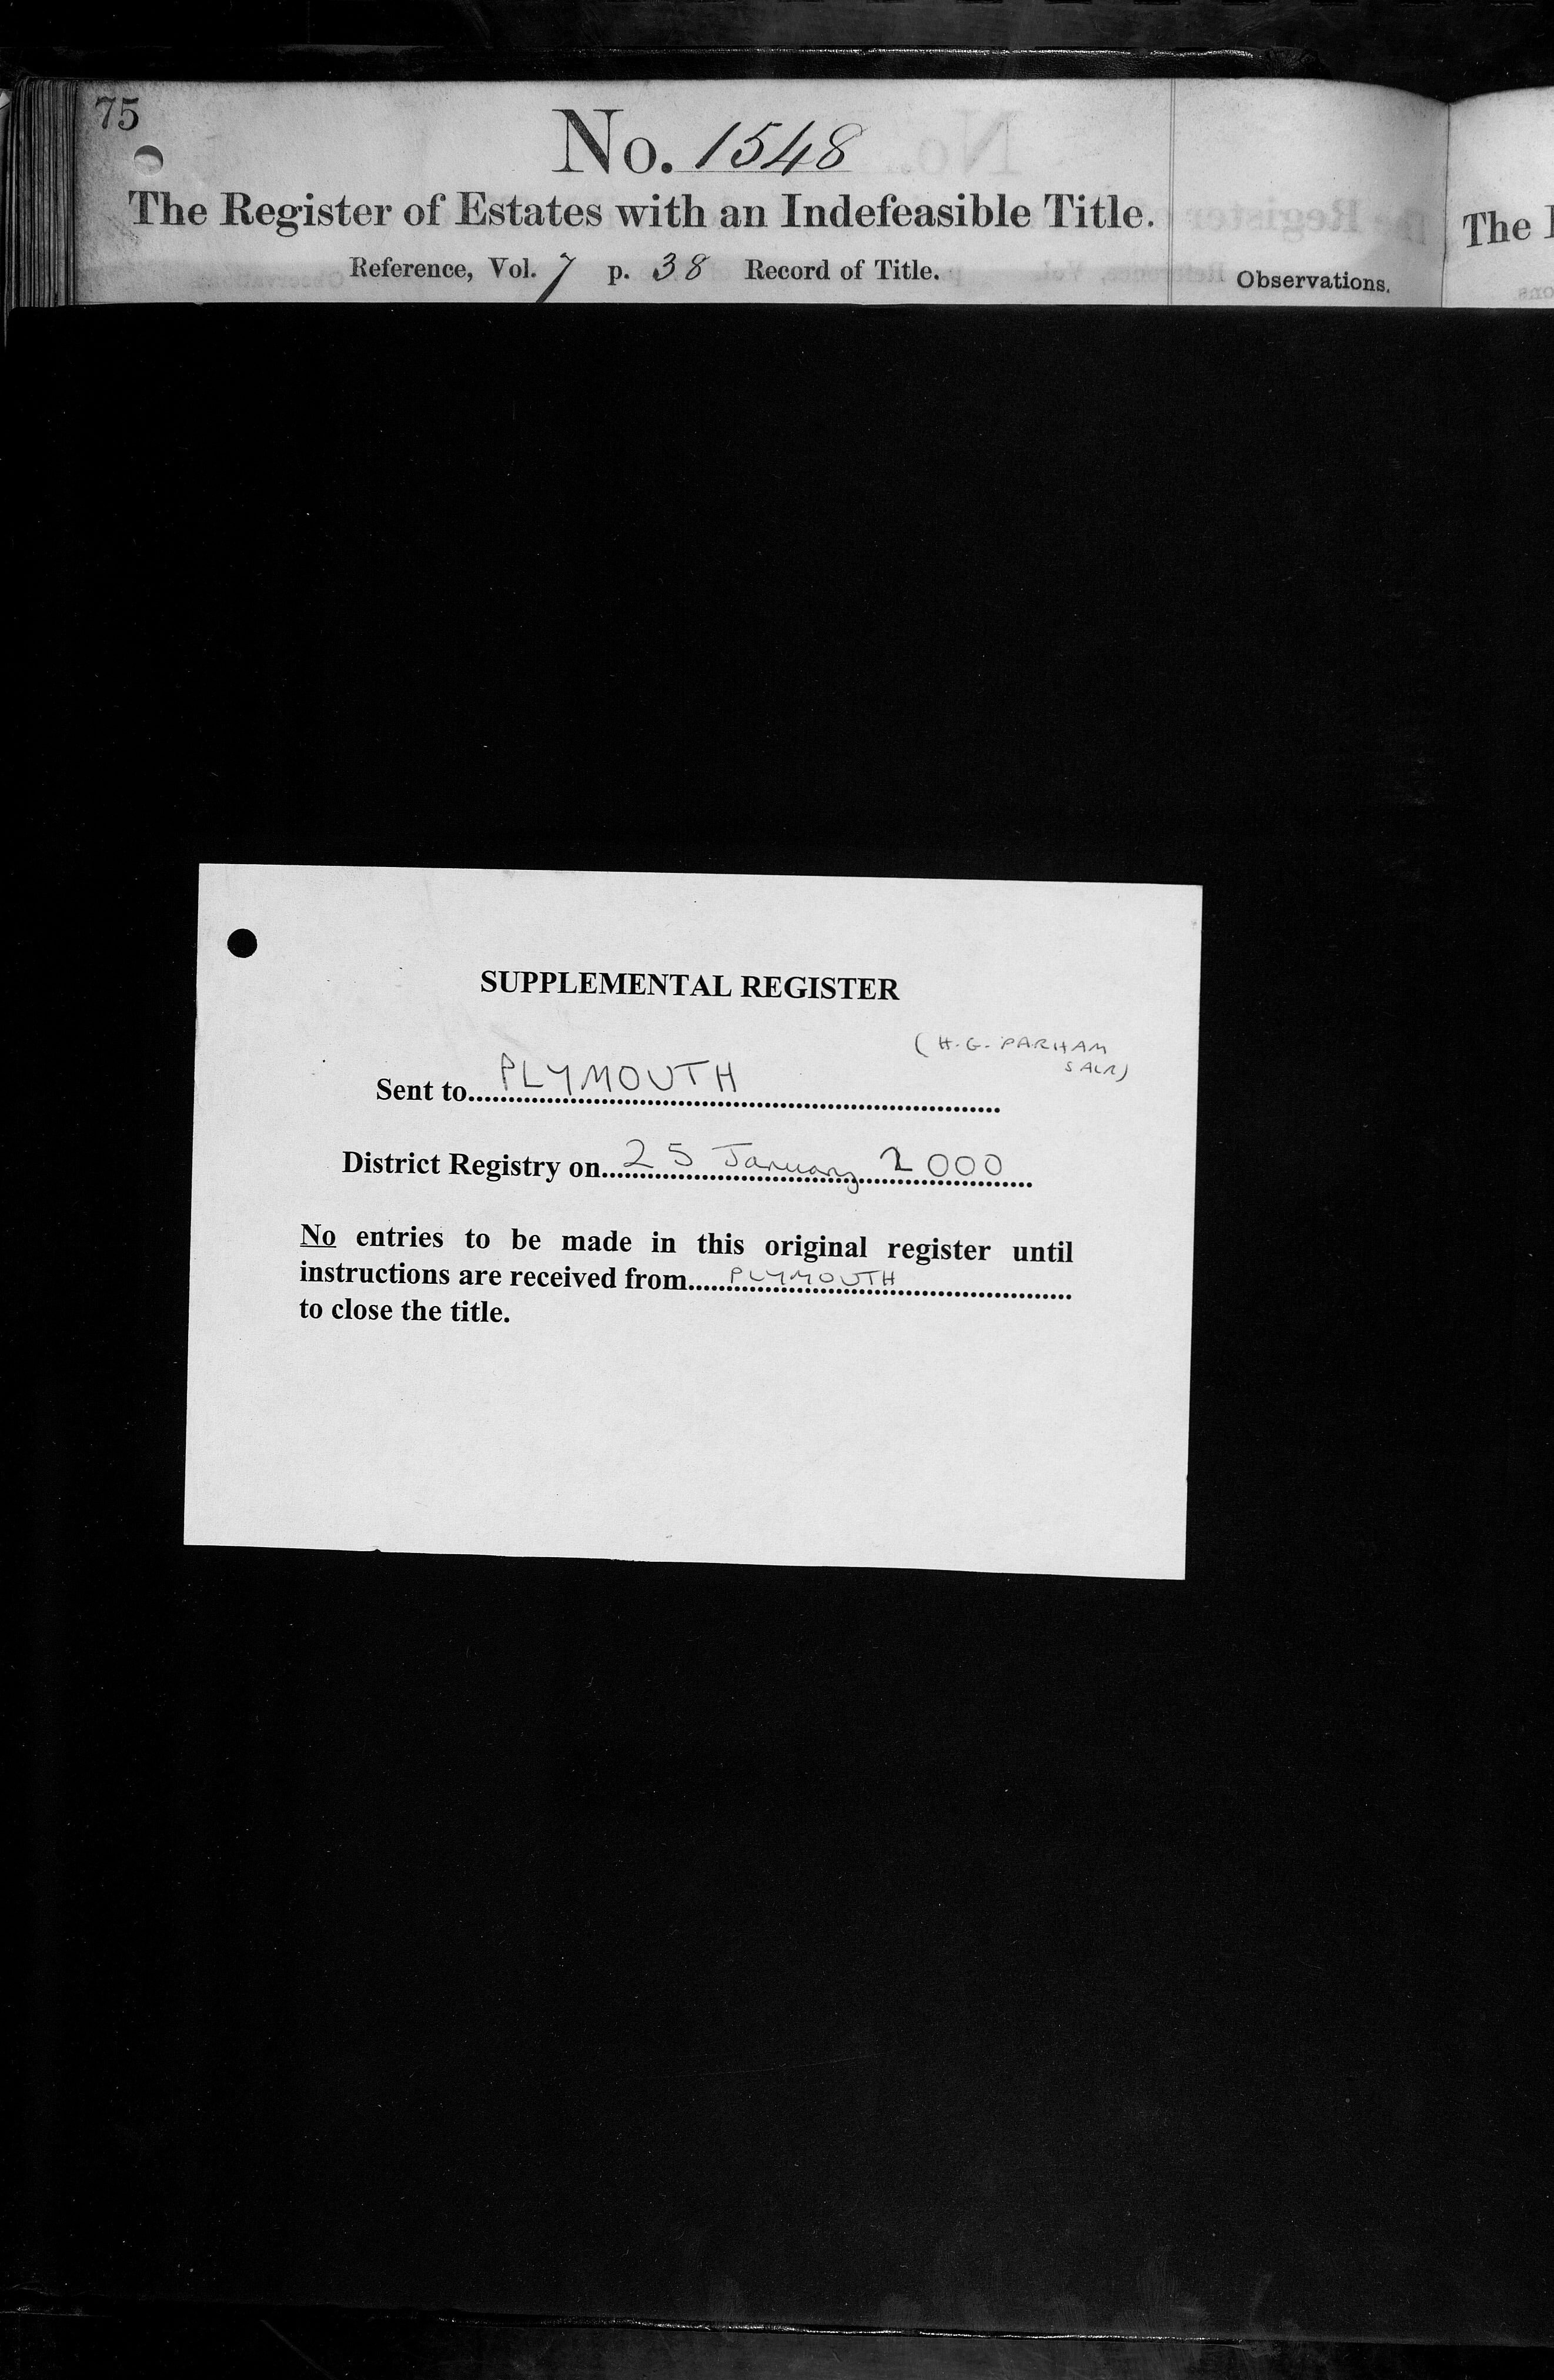 75
No. 1548
The Register of Estates with an Indefeasible Title.
Reference, Vol. 7 p. 38 Record of Title.
Observations.
The
SUPPLEMENTAL REGISTER
(H.G. PARHAM
SALR)
Sent to PLYMOUTH
District Registry on 25 January 2000
No entries to be made in this original register until
instructions are received from PLYMOUTH
to close the title.